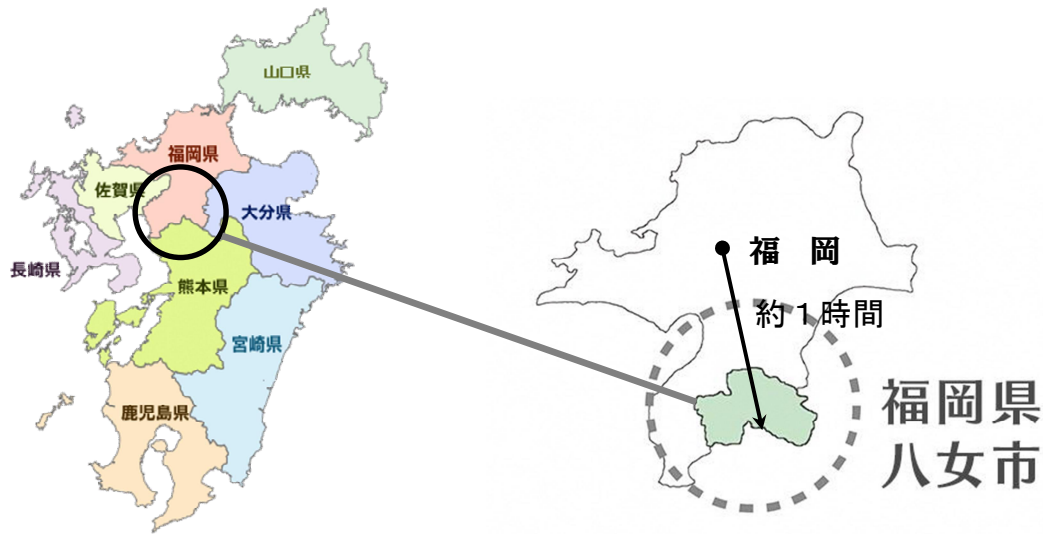 山口県
福岡県
佐賀県
大分県
長崎県
熊本県
宮崎県
鹿児島県
福　岡
約１時間
福岡県
八女市